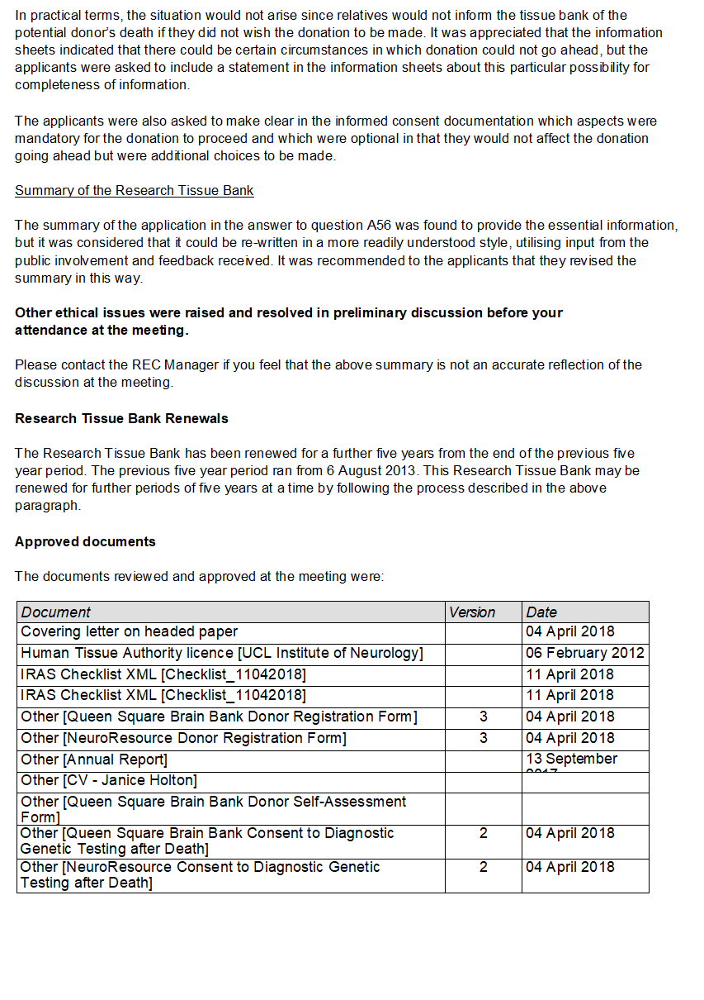 In practical terms, the situation would not arise since relatives would not inform the tissue bank of the
potential donor's death if they did not wish the donation to be made. It was appreciated that the information
sheets indicated that there could be certain circumstances in which donation could not go ahead, but the
applicants were asked to include a statement in the information sheets about this particular possibility for
completeness of information.
The applicants were also asked to make clear in the informed consent documentation which aspects were
mandatory for the donation to proceed and which were optional in that they would not affect the donation
going ahead but were additional choices to be made.
Summary of the Research Tissue Bank
The summary of the application in the answer to question A56 was found to provide the essential information,
but it was considered that it could be re-written in a more readily understood style, utilising input from the
public involvement and feedback received. It was recommended to the applicants that they revised the
summary in this way.
Other ethical issues were raised and resolved in preliminary discussion before your
attendance at the meeting.
Please contact the REC Manager if you feel that the above summary is not an accurate reflection of the
discussion at the meeting.
Research Tissue Bank Renewals
The Research Tissue Bank has been renewed for a further five years from the end of the previous five
year period. The previous five year period ran from 6 August 2013. This Research Tissue Bank may be
renewed for further periods of five years at a time by following the process described in the above
paragraph.
Approved documents
The documents reviewed and approved at the meeting were:
Document Version Date
Covering letter on headed paper 04 April 2018
Human Tissue Authority licence [UCL Institute of Neurology] 06 February 2012
IRAS Checklist XML [Checklist_11042018] 11 April 2018
IRAS Checklist XML [Checklist_11042018] 11 April 2018
Other [Queen Square Brain Bank Donor Registration Form] 3 04 April 2018
Other [NeuroResource Donor Registration Form] 3 04 April 2018
Other [Annual Report] 13 September
Other [CV - Janice Holton]
Other [Queen Square Brain Bank Donor Self-Assessment
Form]
Other [Queen Square Brain Bank Consent to Diagnostic 2 04 April 2018
Genetic Testing after Death]
Other [NeuroResource Consent to Diagnostic Genetic 2 04 April 2018
Testing after Death]